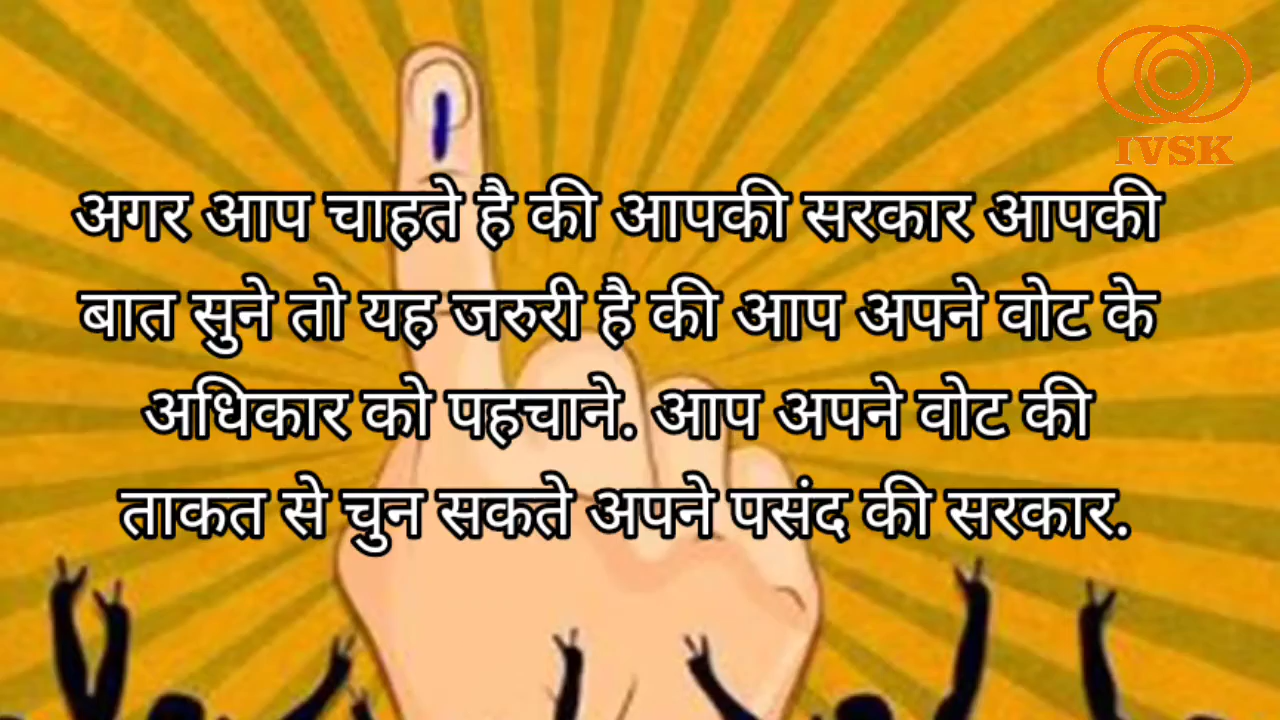 IVSK
अगर आप चाहते है की आपकी सरकार आपकी
बात सुने तो यह जरुरी है की आप अपने वोट के
अधिकार को पहचाने. आप अपने वोट की
ताकत से चुन सकते अपने पसंद की सरकार.